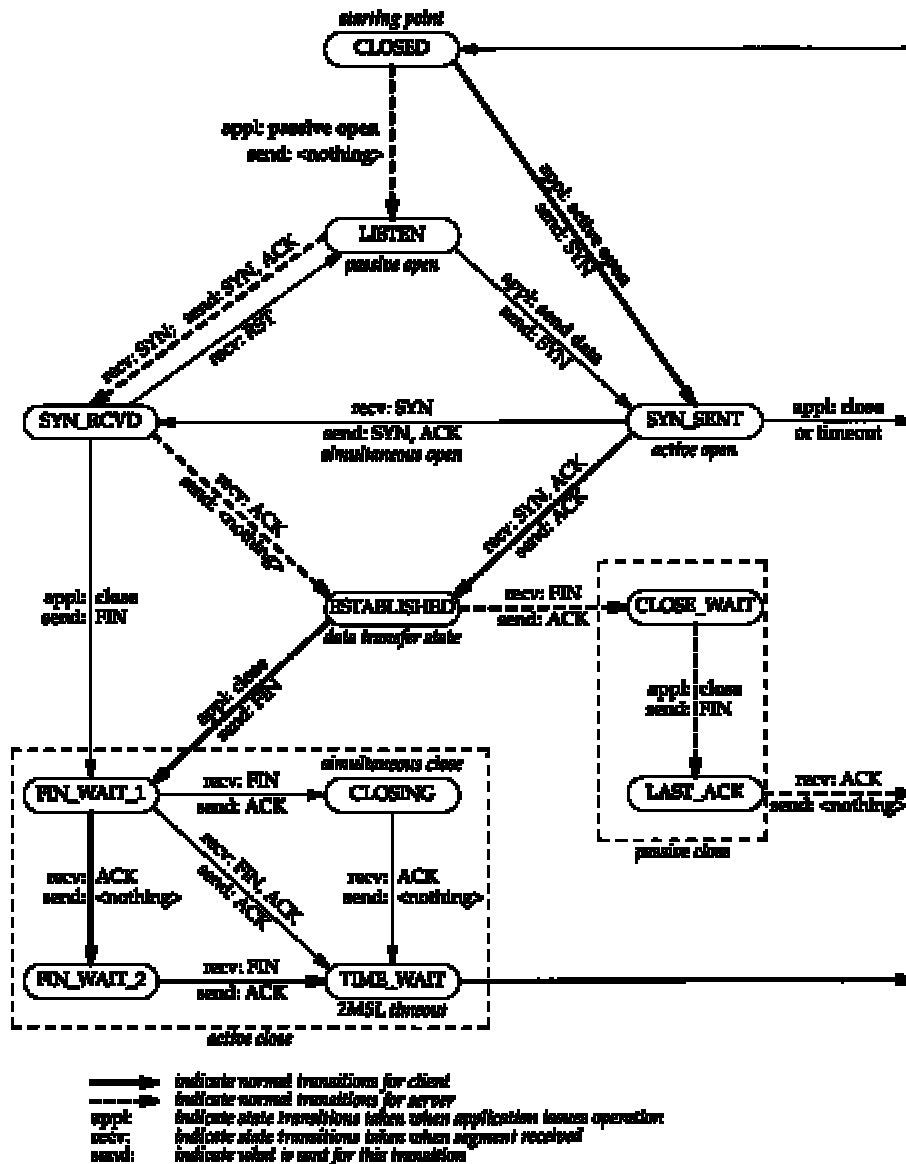 starting point
CLOSED
appl: passive open
send: <nothing>
appl: active open
send: SYN
LISTEN
passive open
recv: SYN; send: SYN, ACK
recv: RST
appl: send data
send: SYN
SYN_RCVD
recv: SYN
send: SYN, ACK
simultaneous open
SYN_SENT
active open
appl: close
or timeout
recv: ACK
send: <nothing>
recv: SYN, ACK
send: ACK
appl: close
send: FIN
ESTABLISHED
data transfer state
recv: FIN
send: ACK
CLOSE_WAIT
appl: close
send: FIN
appl: close
send: FIN
LAST_ACK
recv: ACK
send: <nothing>
passive close
simultaneous close
FIN_WAIT_1
recv: FIN
send: ACK
CLOSING
recv: ACK
send: <nothing>
recv: FIN, ACK
send: ACK
recv: ACK
send: <nothing>
FIN_WAIT_2
recv: FIN
send: ACK
TIME_WAIT
2MSL timeout
active close
indicate normal transitions for client
indicate normal transitions for server
appl: indicate state transitions taken when application issues operation
recv: indicate state transitions taken when segment received
send: indicate what is sent for this transition